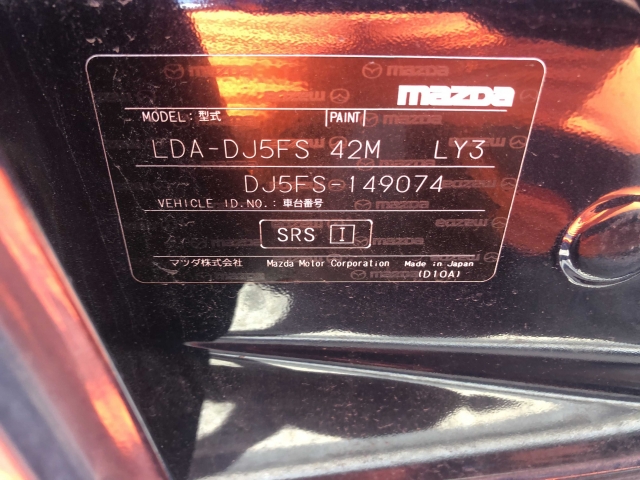 mazda
MODEL: 型式 PAINT
LDA-DJ5FS 42M LY3
DJ5FS-149074
VEHICLE ID.NO.: 車台番号
SRS I
マツダ株式会社 Mazda Motor Corporation Made in Japan
(D10A)